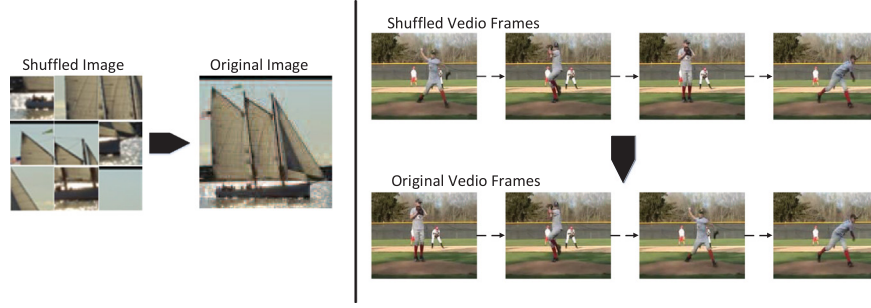 Shuffled Image
Original Image
Shuffled Vedio Frames
Original Vedio Frames